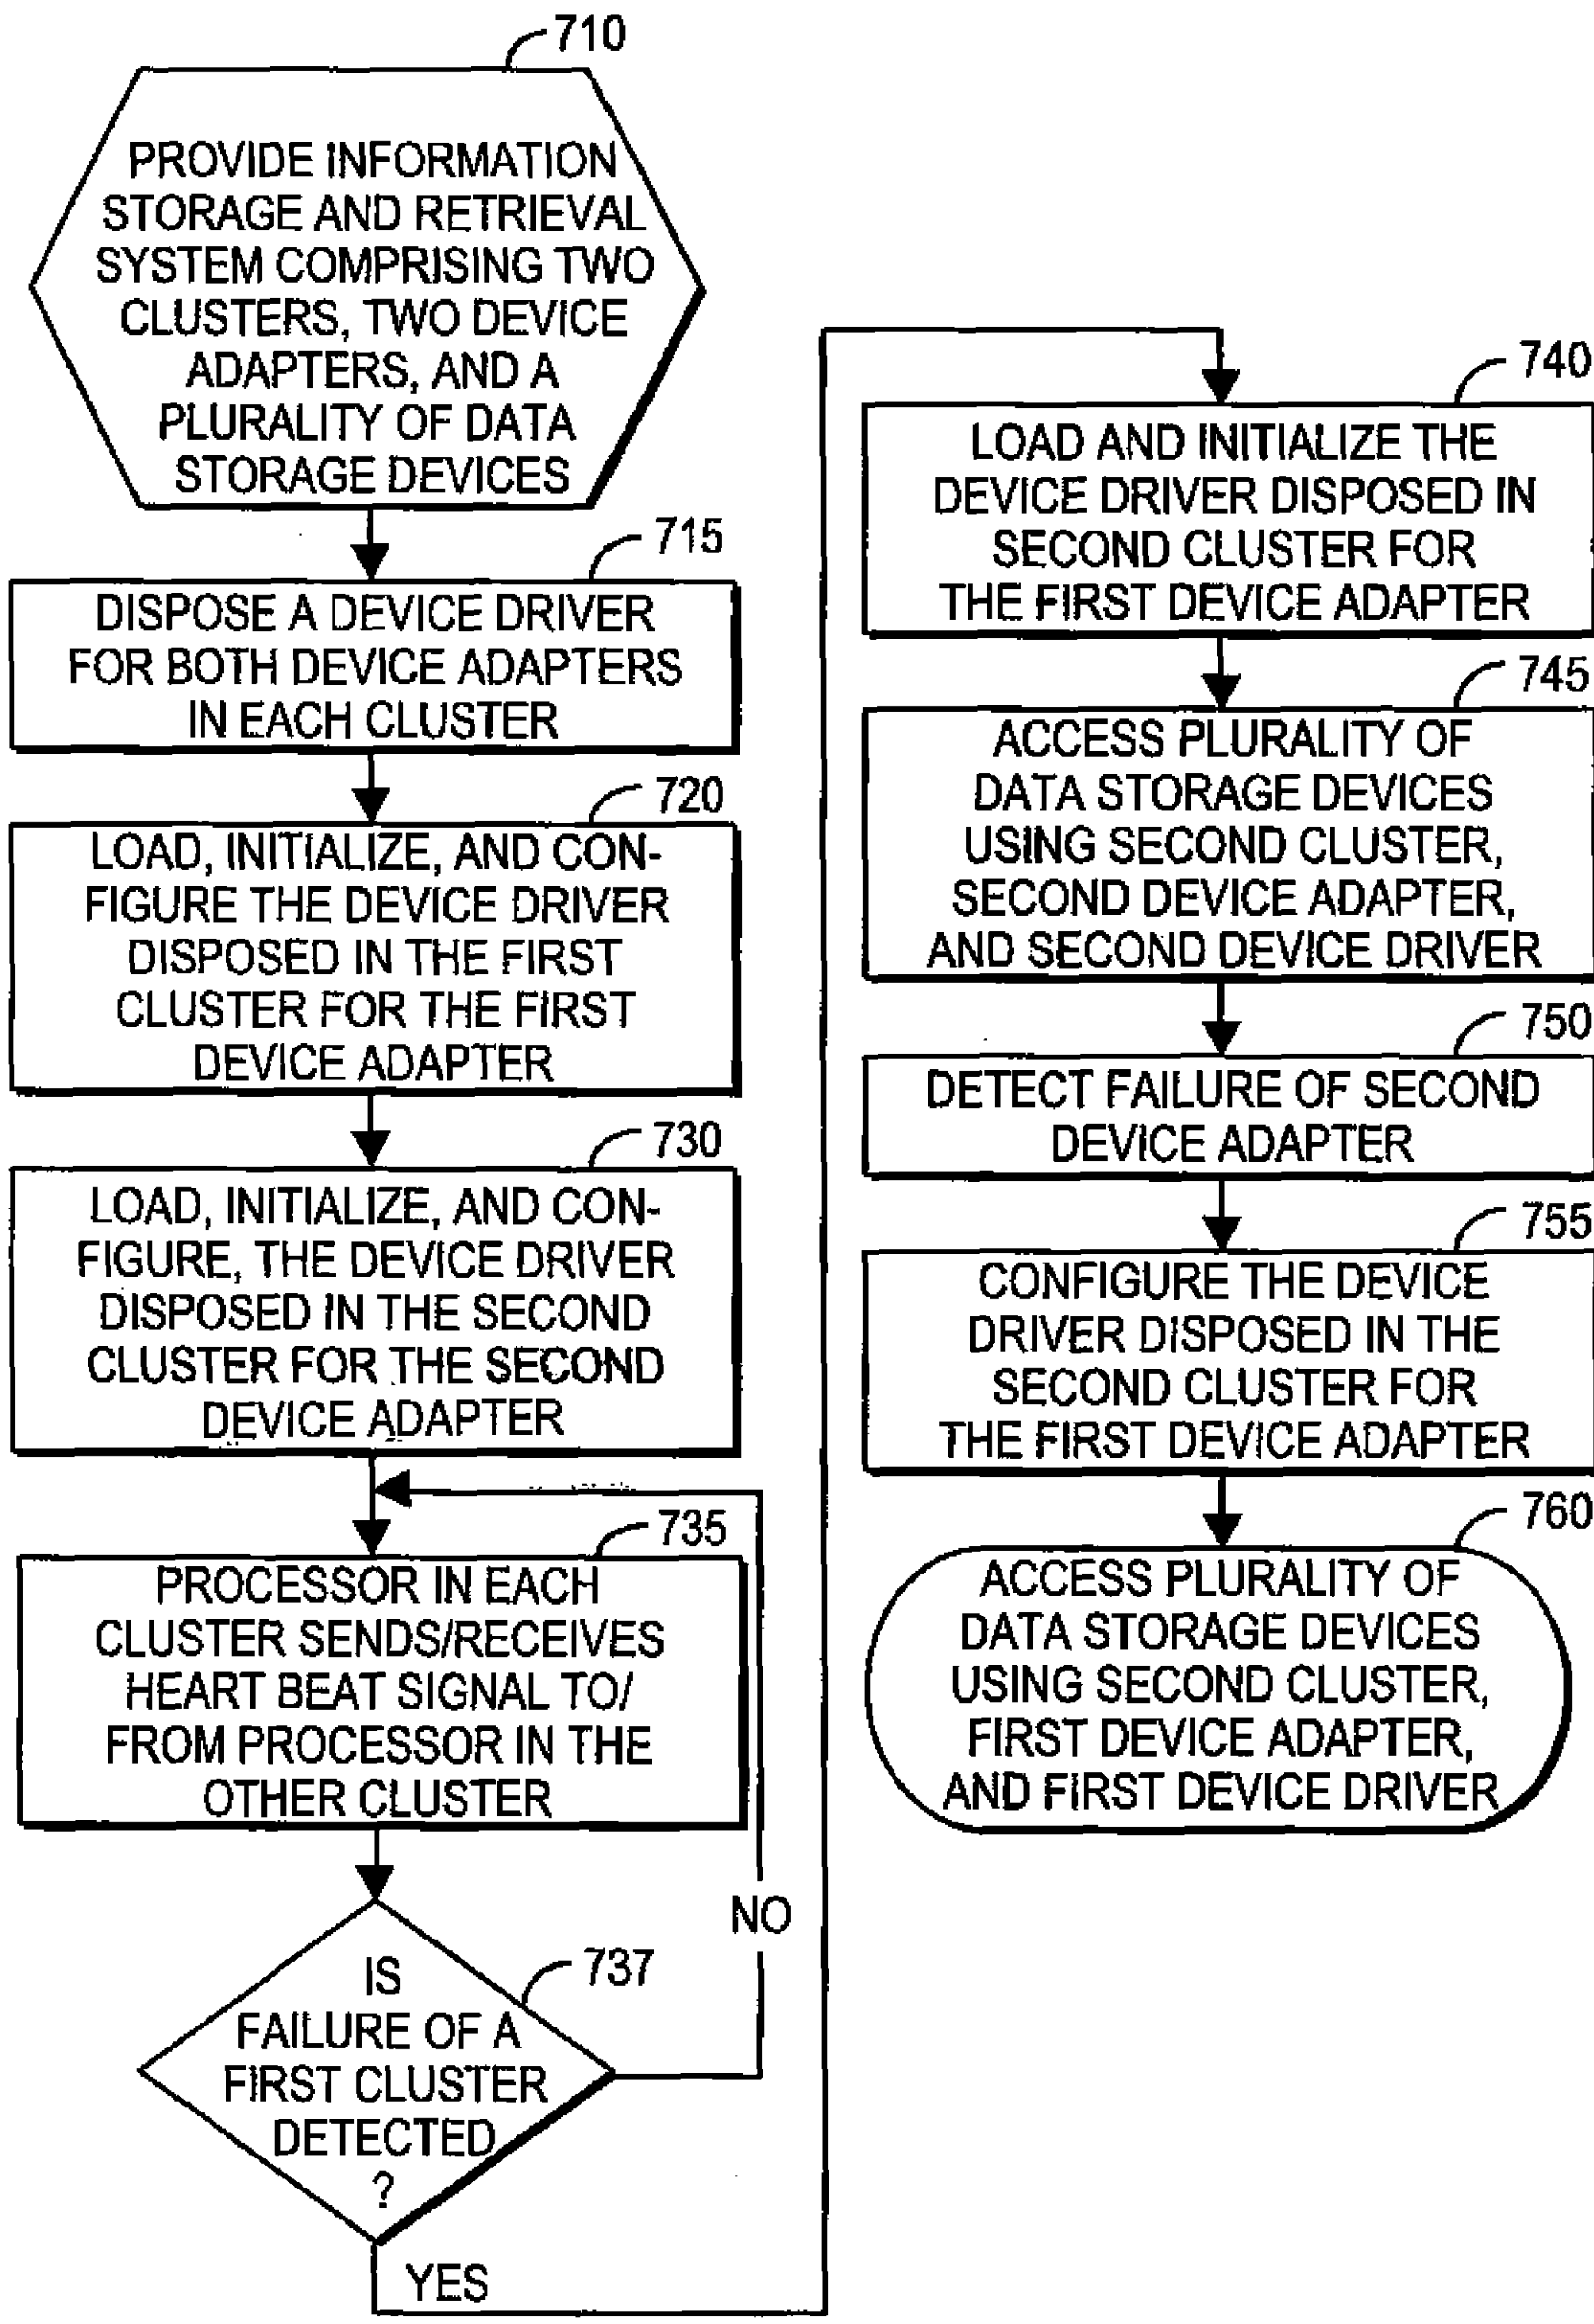 710
PROVIDE INFORMATION
STORAGE AND RETRIEVAL
SYSTEM COMPRISING TWO
CLUSTERS, TWO DEVICE
ADAPTERS, AND A
PLURALITY OF DATA
STORAGE DEVICES
715
DISPOSE A DEVICE DRIVER
FOR BOTH DEVICE ADAPTERS
IN EACH CLUSTER
720
LOAD, INITIALIZE, AND CON-
FIGURE THE DEVICE DRIVER
DISPOSED IN THE FIRST
CLUSTER FOR THE FIRST
DEVICE ADAPTER
730
LOAD, INITIALIZE, AND CON-
FIGURE, THE DEVICE DRIVER
DISPOSED IN THE SECOND
CLUSTER FOR THE SECOND
DEVICE ADAPTER
735
PROCESSOR IN EACH
CLUSTER SENDS/RECEIVES
HEART BEAT SIGNAL TO/
FROM PROCESSOR IN THE
OTHER CLUSTER
NO
737
IS
FAILURE OF A
FIRST CLUSTER
DETECTED
?
YES
740
LOAD AND INITIALIZE THE
DEVICE DRIVER DISPOSED IN
SECOND CLUSTER FOR
THE FIRST DEVICE ADAPTER
745
ACCESS PLURALITY OF
DATA STORAGE DEVICES
USING SECOND CLUSTER,
SECOND DEVICE ADAPTER,
AND SECOND DEVICE DRIVER
750
DETECT FAILURE OF SECOND
DEVICE ADAPTER
755
CONFIGURE THE DEVICE
DRIVER DISPOSED IN THE
SECOND CLUSTER FOR
THE FIRST DEVICE ADAPTER
760
ACCESS PLURALITY OF
DATA STORAGE DEVICES
USING SECOND CLUSTER,
FIRST DEVICE ADAPTER,
AND FIRST DEVICE DRIVER